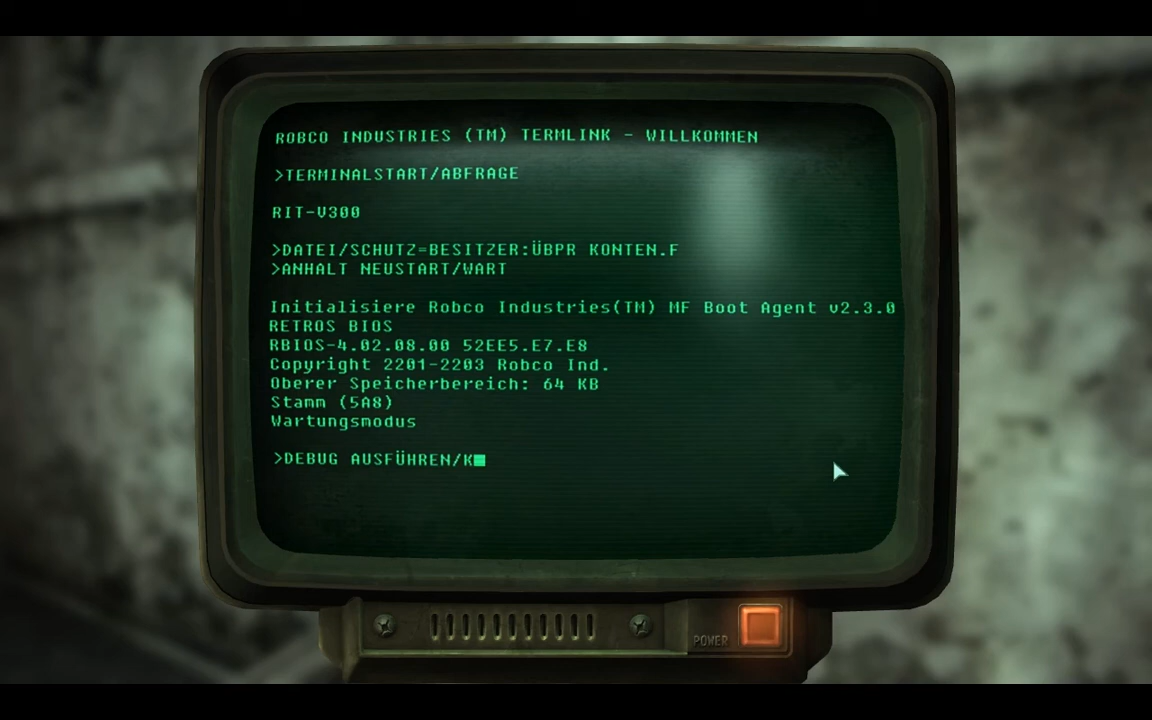 ROBCO INDUSTRIES (TM) TERMLINK - WILLKOMMEN
>TERMINALSTART/ABFRAGE
RIT-V300
>DATEI/SCHUTZ=BESITZER:ÜBPR KONTEN.F
>ANHALT NEUSTART/WART
Initialisiere Robco Industries(TM) MF Boot Agent v2.3.0
RETROS BIOS
RBIOS-4.02.08.00 52EE5.E7.E8
Copyright 2201-2203 Robco Ind.
Oberer Speicherbereich: 64 KB
Stamm (5A8)
Wartungsmodus
>DEBUG AUSFÜHREN/K
POWER